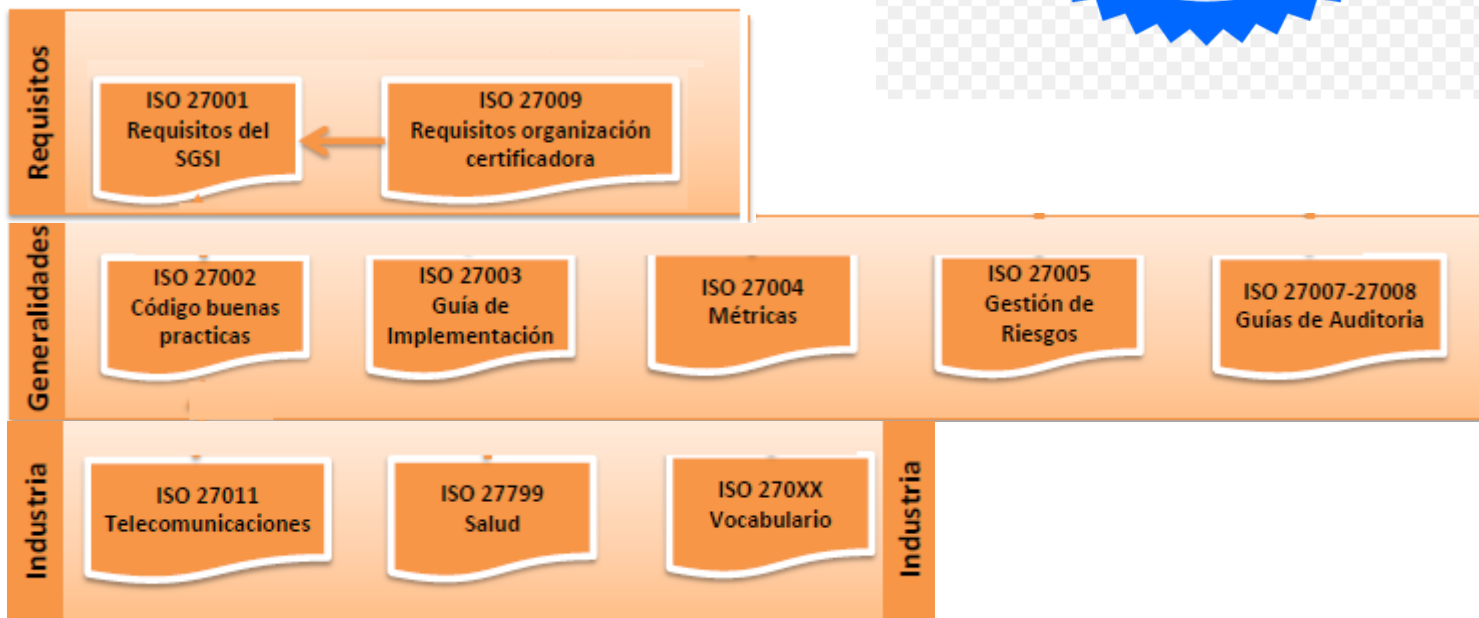 Requisitos
ISO 27001
Requisitos del
SGSI
ISO 27009
Requisitos organización
certificadora
Generalidades
ISO 27002
Código buenas
practicas
ISO 27003
Guía de
Implementación
ISO 27004
Métricas
ISO 27005
Gestión de
Riesgos
ISO 27007-27008
Guías de Auditoria
Industria
ISO 27011
Telecomunicaciones
ISO 27799
Salud
ISO 270XX
Vocabulario
Industria